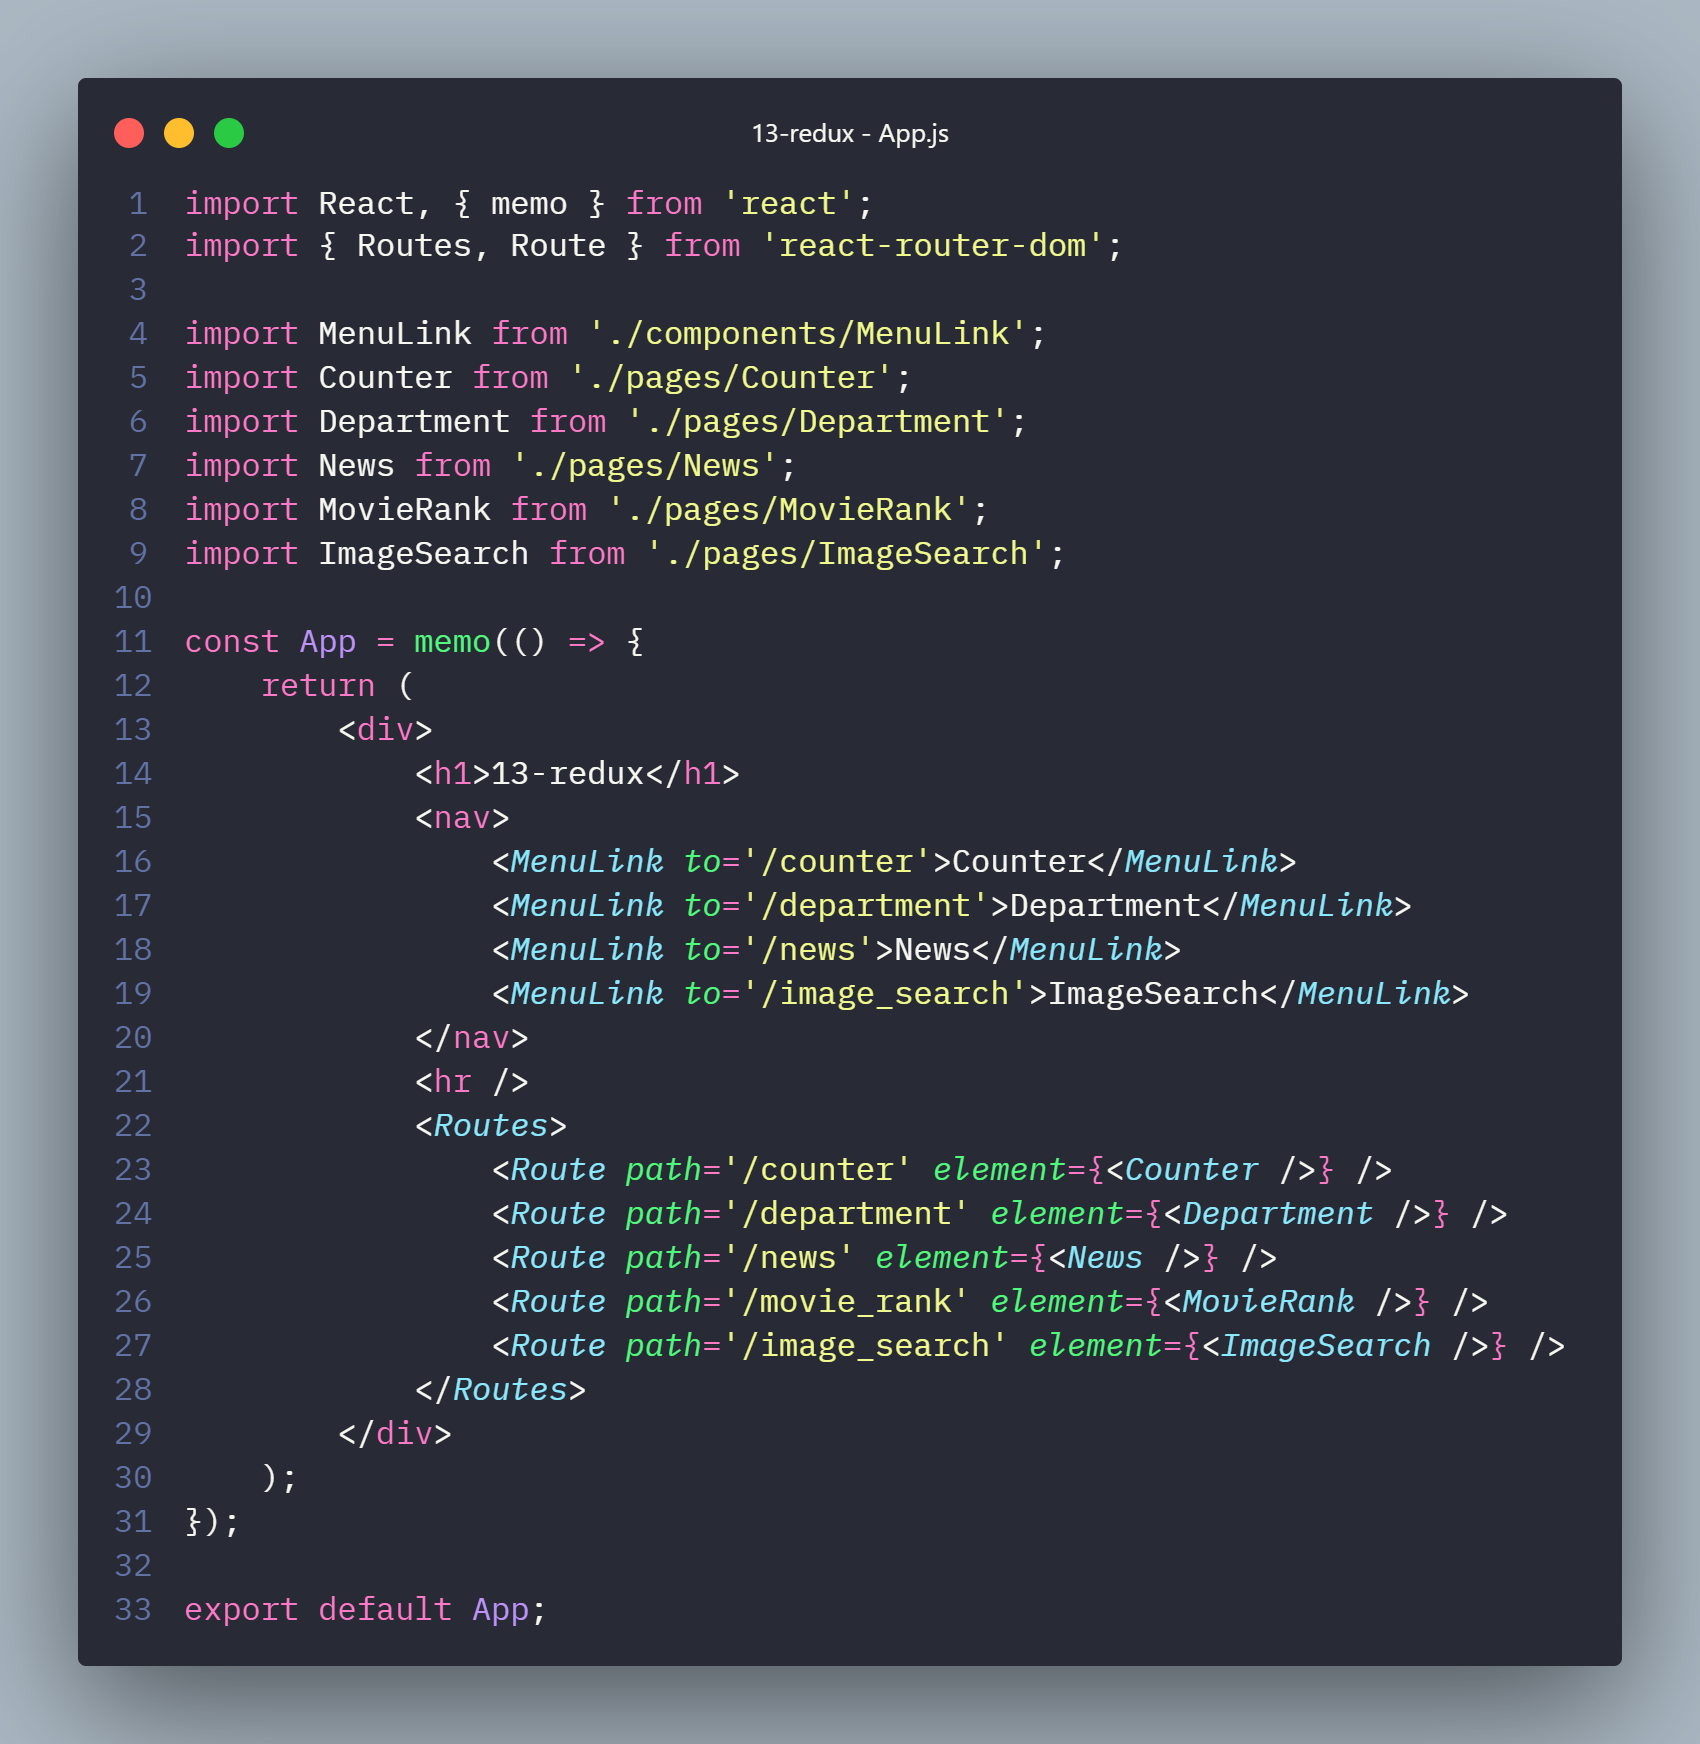 13-redux - App.js
1 import React, { memo } from 'react';
2 import { Routes, Route } from 'react-router-dom';
3
4 import MenuLink from './components/MenuLink';
5 import Counter from './pages/Counter';
6 import Department from './pages/Department';
7 import News from './pages/News';
8 import MovieRank from './pages/MovieRank';
9 import ImageSearch from './pages/ImageSearch';
10
11 const App = memo(() => {
12     return (
13         <div>
14             <h1>13-redux</h1>
15             <nav>
16                 <MenuLink to='/counter'>Counter</MenuLink>
17                 <MenuLink to='/department'>Department</MenuLink>
18                 <MenuLink to='/news'>News</MenuLink>
19                 <MenuLink to='/image_search'>ImageSearch</MenuLink>
20             </nav>
21             <hr />
22             <Routes>
23                 <Route path='/counter' element={<Counter />} />
24                 <Route path='/department' element={<Department />} />
25                 <Route path='/news' element={<News />} />
26                 <Route path='/movie_rank' element={<MovieRank />} />
27                 <Route path='/image_search' element={<ImageSearch />} />
28             </Routes>
29         </div>
30     );
31 });
32
33 export default App;